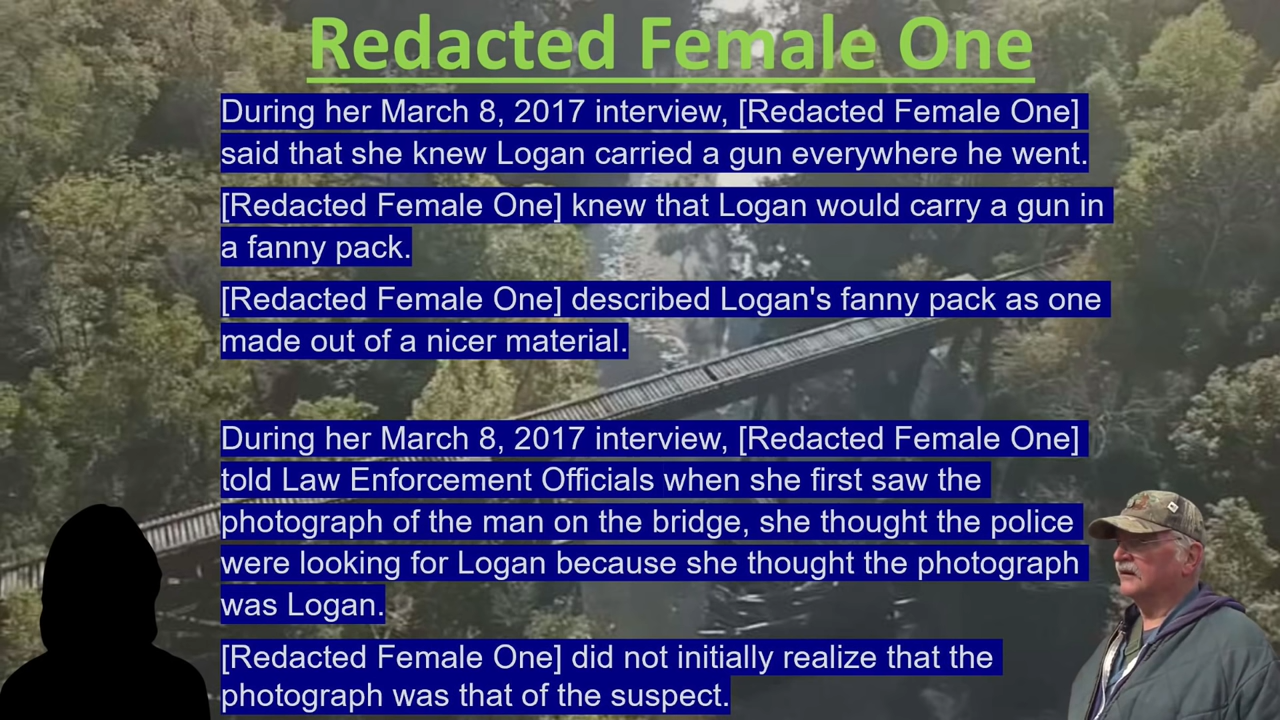 Redacted Female One
During her March 8, 2017 interview, [Redacted Female One]
said that she knew Logan carried a gun everywhere he went.
[Redacted Female One] knew that Logan would carry a gun in
a fanny pack.
[Redacted Female One] described Logan's fanny pack as one
made out of a nicer material.
During her March 8, 2017 interview, [Redacted Female One]
told Law Enforcement Officials when she first saw the
photograph of the man on the bridge, she thought the police
were looking for Logan because she thought the photograph
was Logan.
[Redacted Female One] did not initially realize that the
photograph was that of the suspect.